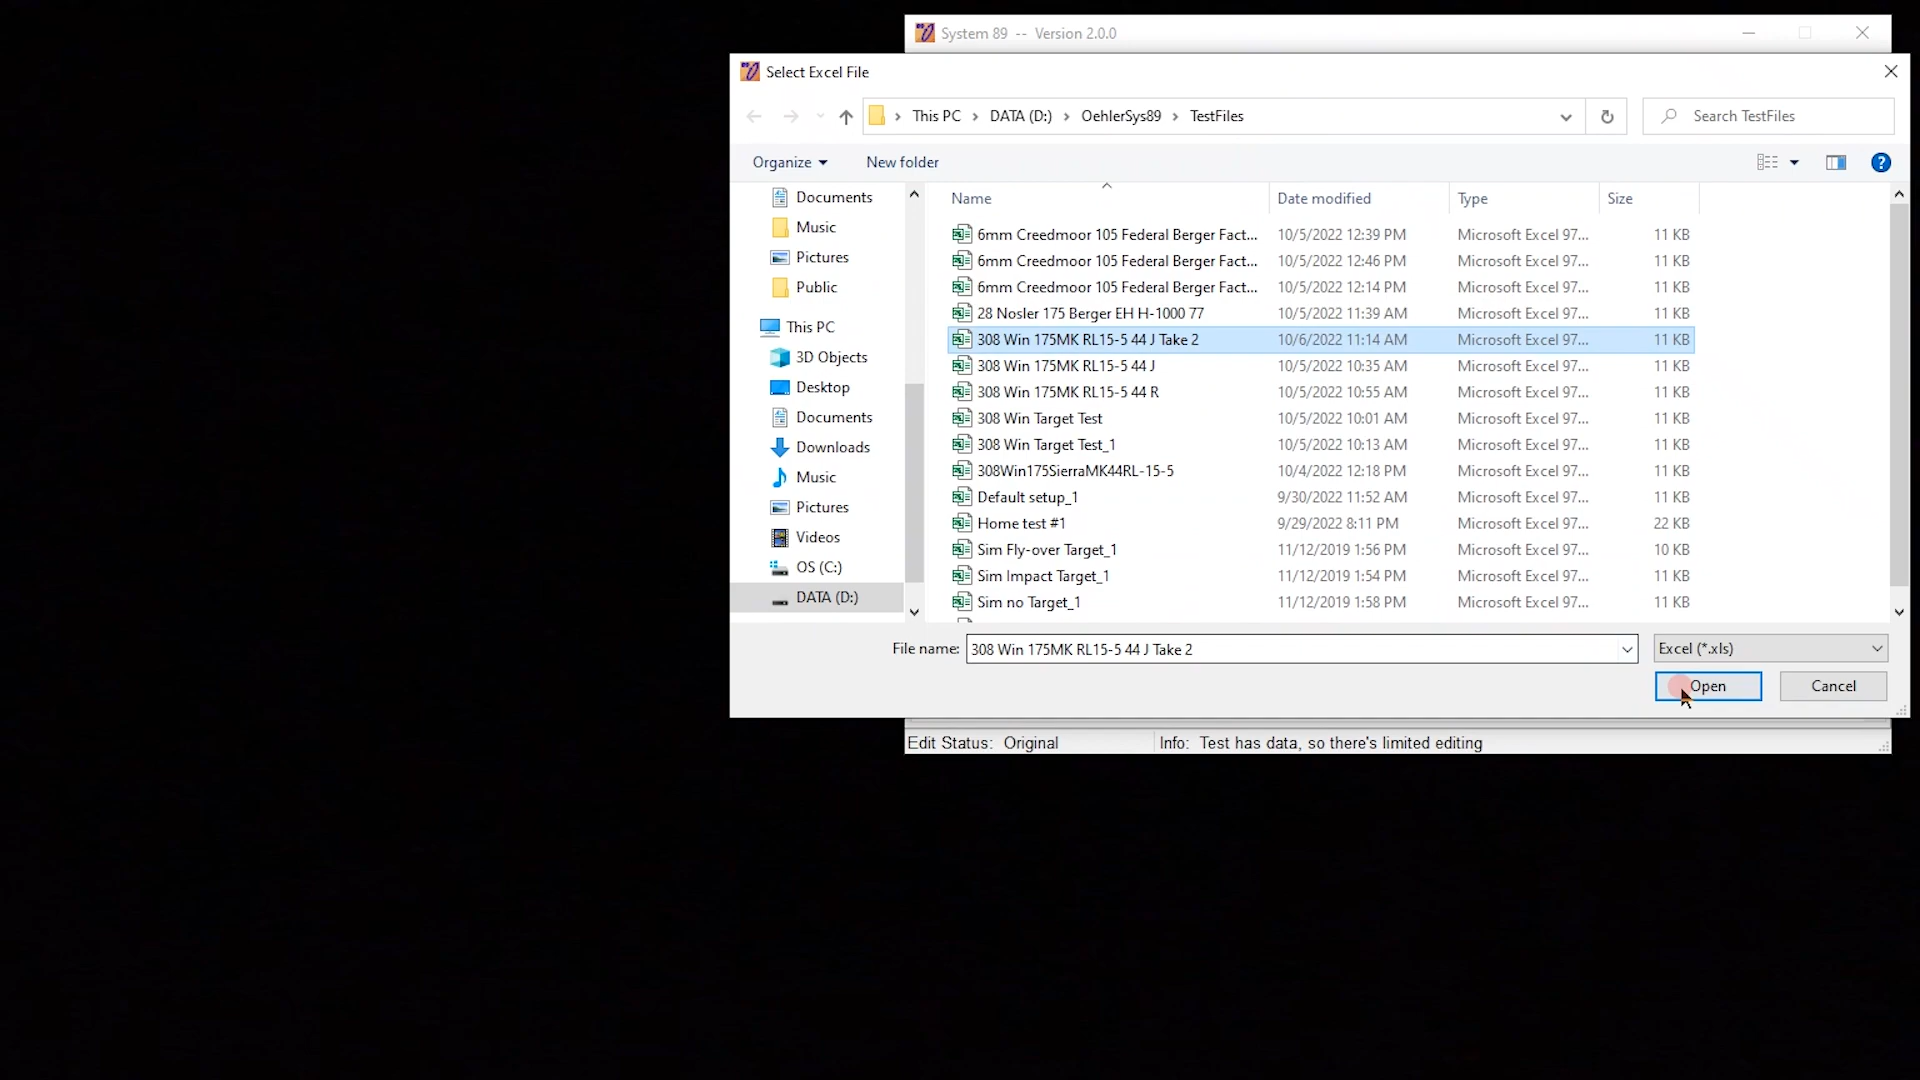 System 89 -- Version 2.0.0
Select Excel File
This PC › DATA (D:) › OehlerSys89 › TestFiles
Search TestFiles
Organize
New folder
Documents
Music
Pictures
Public
This PC
3D Objects
Desktop
Documents
Downloads
Music
Pictures
Videos
OS (C:)
DATA (D:)
Name Date modified Type Size
6mm Creedmoor 105 Federal Berger Fact... 10/5/2022 12:39 PM Microsoft Excel 97... 11 KB
6mm Creedmoor 105 Federal Berger Fact... 10/5/2022 12:46 PM Microsoft Excel 97... 11 KB
6mm Creedmoor 105 Federal Berger Fact... 10/5/2022 12:14 PM Microsoft Excel 97... 11 KB
28 Nosler 175 Berger EH H-1000 77 10/5/2022 11:39 AM Microsoft Excel 97... 11 KB
308 Win 175MK RL15-5 44 J Take 2 10/6/2022 11:14 AM Microsoft Excel 97... 11 KB
308 Win 175MK RL15-5 44 J 10/5/2022 10:35 AM Microsoft Excel 97... 11 KB
308 Win 175MK RL15-5 44 R 10/5/2022 10:55 AM Microsoft Excel 97... 11 KB
308 Win Target Test 10/5/2022 10:01 AM Microsoft Excel 97... 11 KB
308 Win Target Test_1 10/5/2022 10:13 AM Microsoft Excel 97... 11 KB
308Win175SierraMK44RL-15-5 10/4/2022 12:18 PM Microsoft Excel 97... 11 KB
Default setup_1 9/30/2022 11:52 AM Microsoft Excel 97... 11 KB
Home test #1 9/29/2022 8:11 PM Microsoft Excel 97... 22 KB
Sim Fly-over Target_1 11/12/2019 1:56 PM Microsoft Excel 97... 10 KB
Sim Impact Target_1 11/12/2019 1:54 PM Microsoft Excel 97... 11 KB
Sim no Target_1 11/12/2019 1:58 PM Microsoft Excel 97... 11 KB
File name: 308 Win 175MK RL15-5 44 J Take 2
Excel (*.xls)
Open
Cancel
Edit Status: Original
Info: Test has data, so there's limited editing